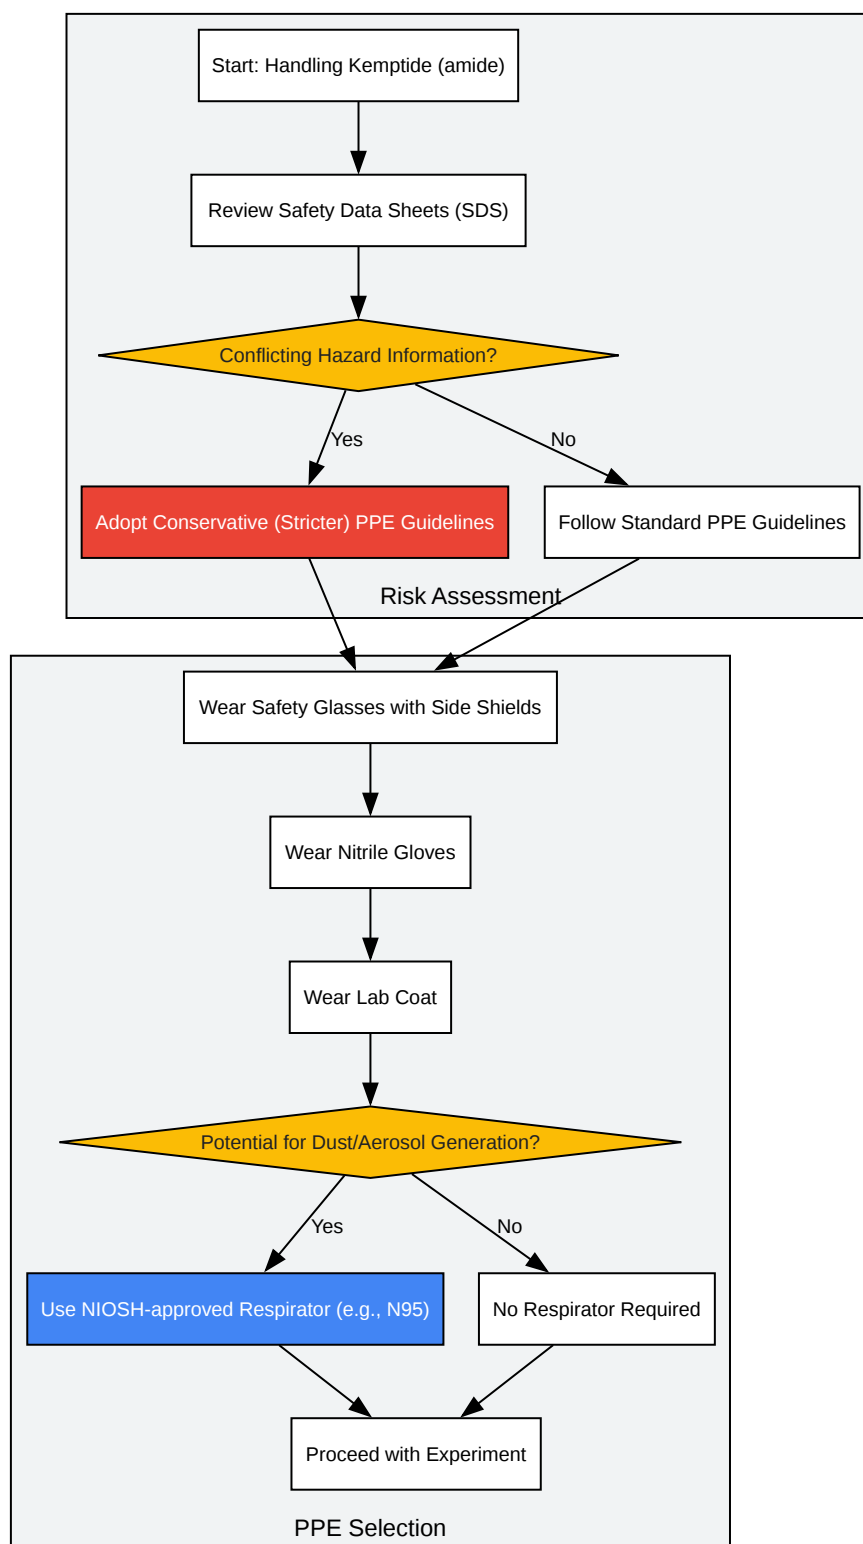 Start: Handling Kemptide (amide)
Review Safety Data Sheets (SDS)
Conflicting Hazard Information?
Yes
No
Adopt Conservative (Stricter) PPE Guidelines
Follow Standard PPE Guidelines
Risk Assessment
Wear Safety Glasses with Side Shields
Wear Nitrile Gloves
Wear Lab Coat
Potential for Dust/Aerosol Generation?
Yes
No
Use NIOSH-approved Respirator (e.g., N95)
No Respirator Required
Proceed with Experiment
PPE Selection